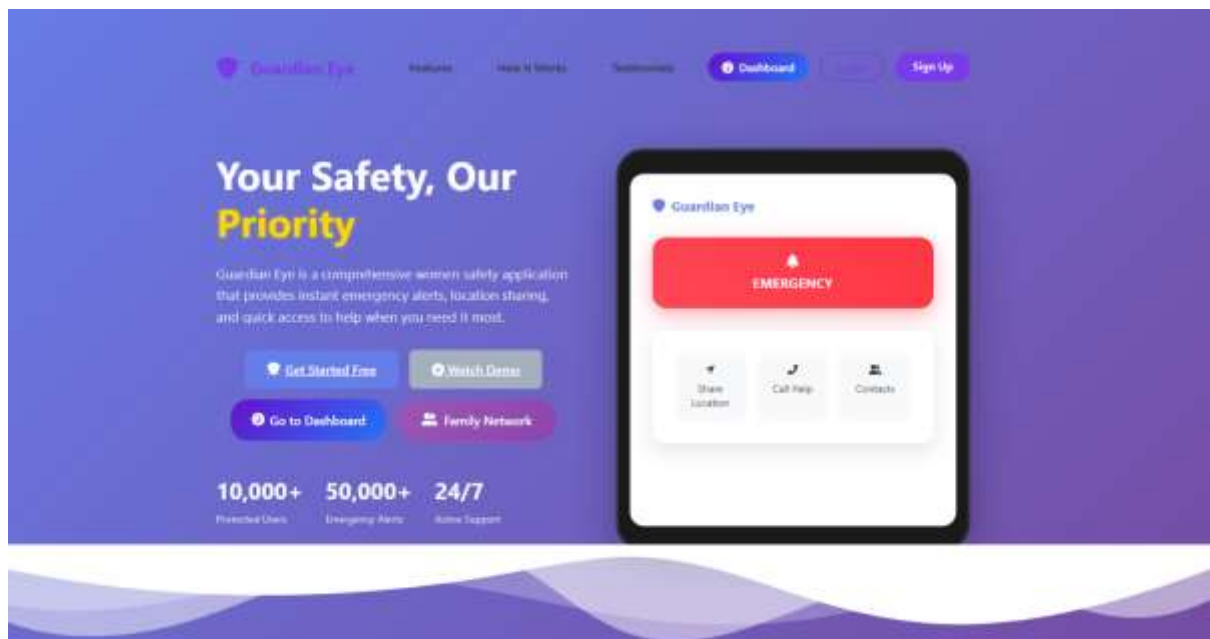 Guardian Eye
Features
How It Works
Testimonials
Dashboard
Login
Sign Up
Your Safety, Our
Priority
Guardian Eye is a comprehensive women safety application
that provides instant emergency alerts, location sharing,
and quick access to help when you need it most.
Get Started Free
Watch Demo
Go to Dashboard
Family Network
10,000+
50,000+
24/7
Protected Users
Emergency Alerts
Active Support
Guardian Eye
EMERGENCY
Share
Location
Call Help
Contacts